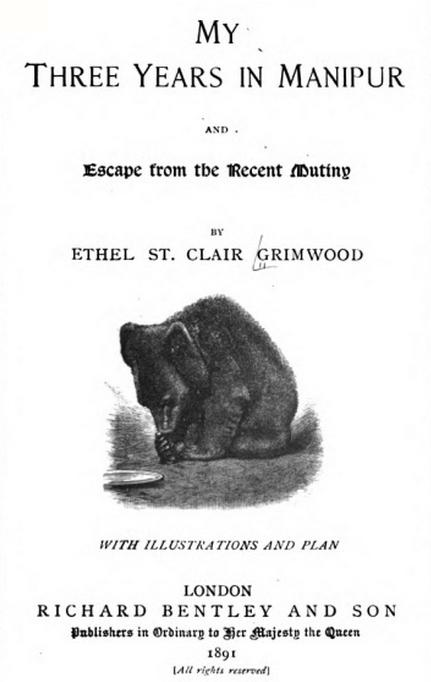 MY
THREE YEARS IN MANIPUR
AND
Escape from the Recent Mutiny
BY
ETHEL ST. CLAIR GRIMWOOD
WITH ILLUSTRATIONS AND PLAN
LONDON
RICHARD BENTLEY AND SON
Publishers in Ordinary to Her Majesty the Queen
1891
[All rights reserved]